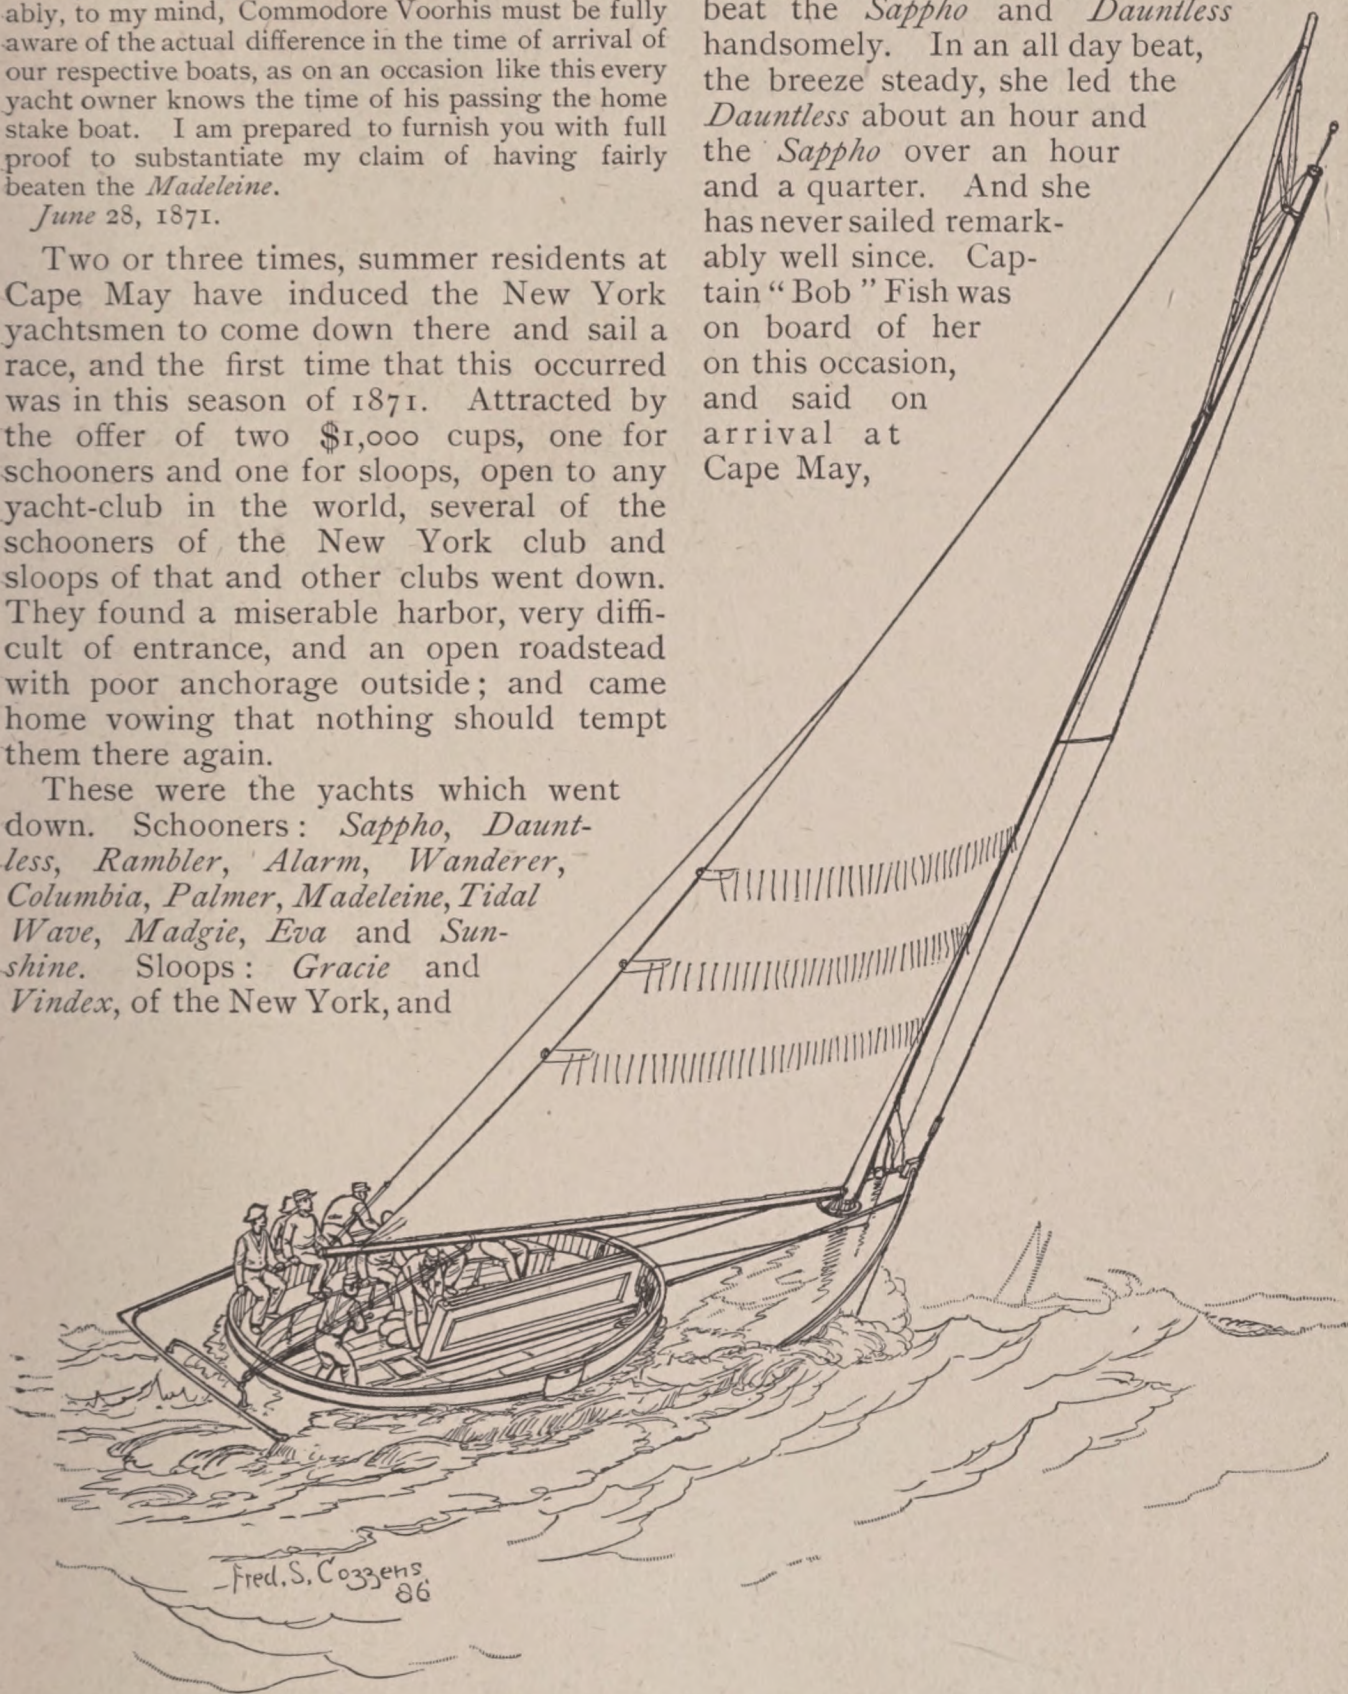 ably, to my mind, Commodore Voorhis must be fully
aware of the actual difference in the time of arrival of
our respective boats, as on an occasion like this every
yacht owner knows the time of his passing the home
stake boat. I am prepared to furnish you with full
proof to substantiate my claim of having fairly
beaten the Madeleine.
June 28, 1871.
Two or three times, summer residents at
Cape May have induced the New York
yachtsmen to come down there and sail a
race, and the first time that this occurred
was in this season of 1871. Attracted by
the offer of two $1,000 cups, one for
schooners and one for sloops, open to any
yacht-club in the world, several of the
schooners of the New York club and
sloops of that and other clubs went down.
They found a miserable harbor, very diffi-
cult of entrance, and an open roadstead
with poor anchorage outside; and came
home vowing that nothing should tempt
them there again.
These were the yachts which went
down. Schooners: Sappho, Daunt-
less, Rambler, Alarm, Wanderer,
Columbia, Palmer, Madeleine, Tidal
Wave, Madgie, Eva and Sun-
shine. Sloops: Gracie and
Vindex, of the New York, and
beat the Sappho and Dauntless
handsomely. In an all day beat,
the breeze steady, she led the
Dauntless about an hour and
the Sappho over an hour
and a quarter. And she
has never sailed remark-
ably well since. Cap-
tain "Bob" Fish was
on board of her
on this occasion,
and said on
arrival at
Cape May,
Fred. S. Cozzens
86